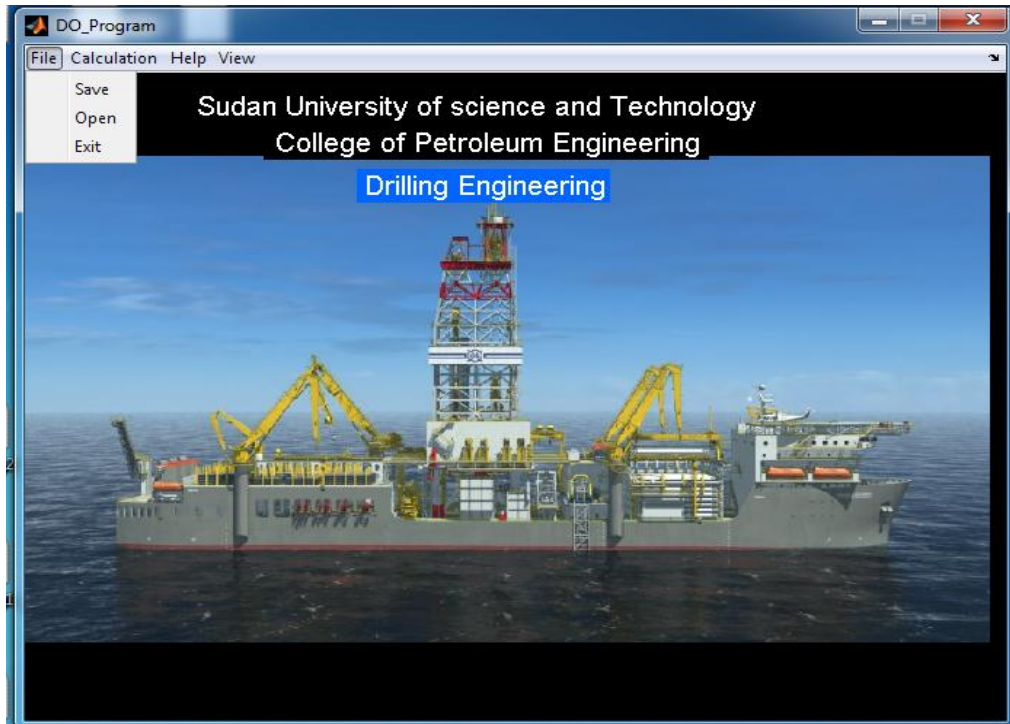 DO_Program
File Calculation Help View
Save
Open
Exit
Sudan University of science and Technology
College of Petroleum Engineering
Drilling Engineering